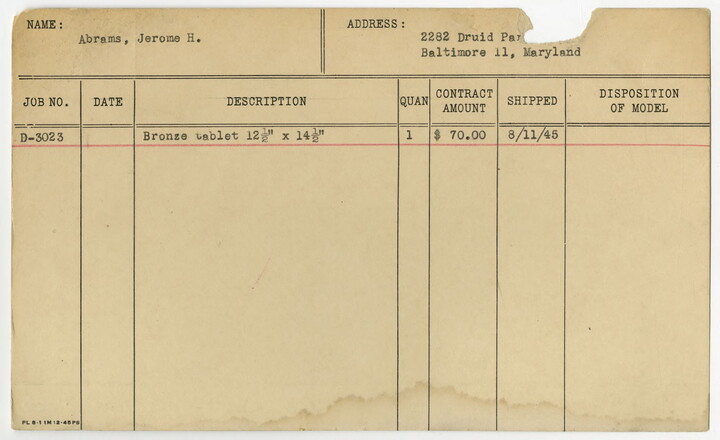 NAME:
Abrams, Jerome H.
ADDRESS:
2282 Druid
Baltimore 11, Maryland
JOB NO. DATE DESCRIPTION QUAN CONTRACT AMOUNT SHIPPED DISPOSITION OF MODEL
D-3023 Bronze tablet 12½" x 14½" 1 $ 70.00 8/11/45